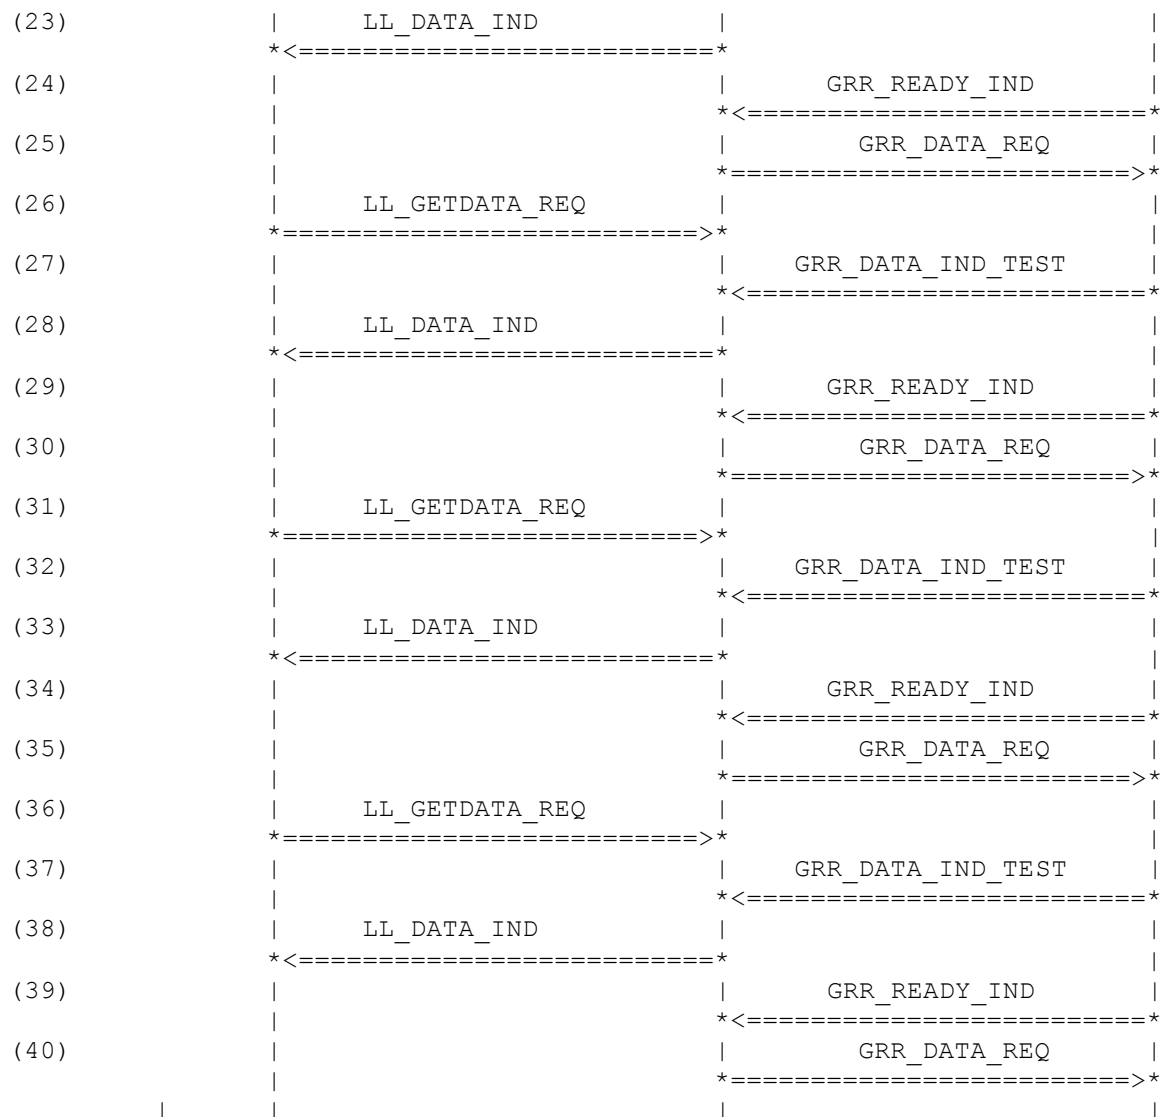 (23) | LL_DATA_IND | |
*<==========================* |
(24) | | GRR_READY_IND |
| *<=========================*
(25) | | GRR_DATA_REQ |
| *=========================>*
(26) | LL_GETDATA_REQ | |
*==========================>* |
(27) | | GRR_DATA_IND_TEST |
| *<=========================*
(28) | LL_DATA_IND | |
*<==========================* |
(29) | | GRR_READY_IND |
| *<=========================*
(30) | | GRR_DATA_REQ |
| *=========================>*
(31) | LL_GETDATA_REQ | |
*==========================>* |
(32) | | GRR_DATA_IND_TEST |
| *<=========================*
(33) | LL_DATA_IND | |
*<==========================* |
(34) | | GRR_READY_IND |
| *<=========================*
(35) | | GRR_DATA_REQ |
| *=========================>*
(36) | LL_GETDATA_REQ | |
*==========================>* |
(37) | | GRR_DATA_IND_TEST |
| *<=========================*
(38) | LL_DATA_IND | |
*<==========================* |
(39) | | GRR_READY_IND |
| *<=========================*
(40) | | GRR_DATA_REQ |
| *=========================>*
| | | |